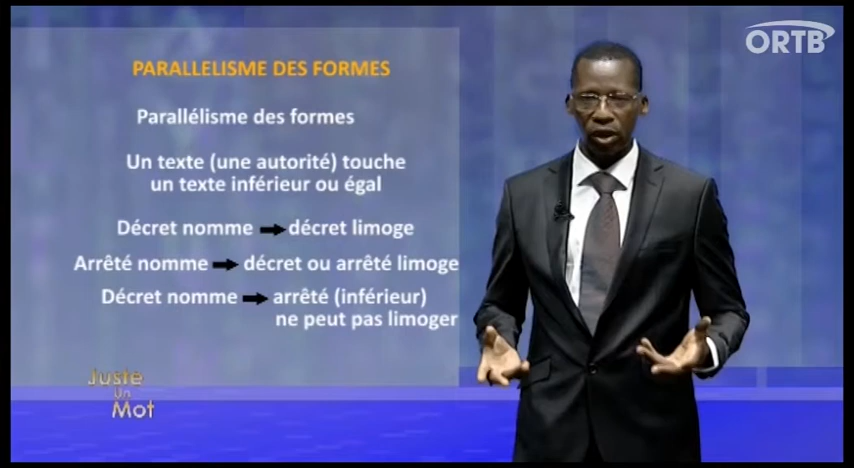 ORTB
PARALLELISME DES FORMES
Parallélisme des formes
Un texte (une autorité) touche
un texte inférieur ou égal
Décret nomme ➡ décret limoge
Arrêté nomme ➡ décret ou arrêté limoge
Décret nomme ➡ arrêté (inférieur)
ne peut pas limoger
Juste
Un
Mot